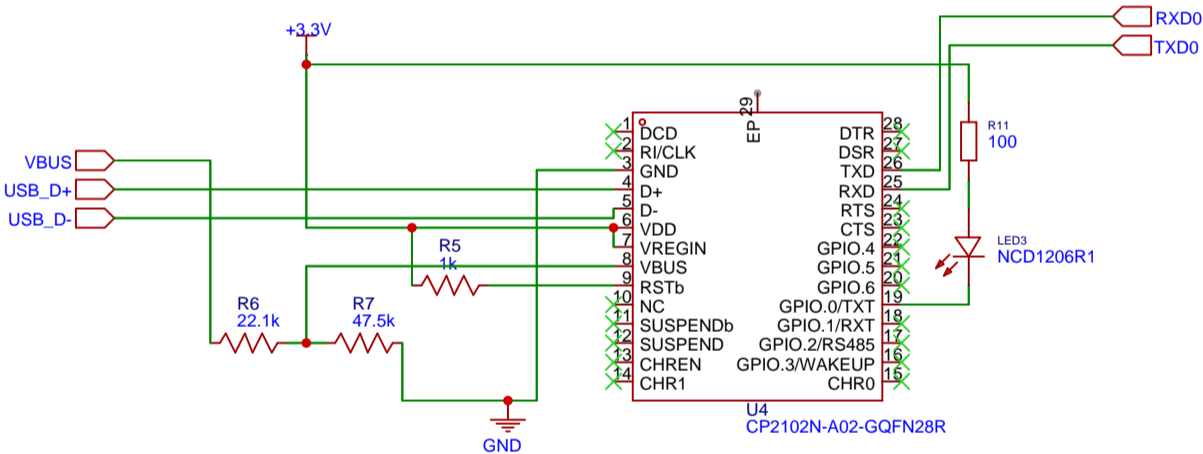 +3.3V
RXD0
TXD0
VBUS
USB_D+
USB_D-
R5
1k
R6
22.1k
R7
47.5k
GND
EP 29
1 DCD
2 RI/CLK
3 GND
4 D+
5 D-
6 VDD
7 VREGIN
8 VBUS
9 RSTb
10 NC
11 SUSPENDb
12 SUSPEND
13 CHREN
14 CHR1
DTR 28
DSR 27
TXD 26
RXD 25
RTS 24
CTS 23
GPIO.4 22
GPIO.5 21
GPIO.6 20
GPIO.0/TXT 19
GPIO.1/RXT 18
GPIO.2/RS485 17
GPIO.3/WAKEUP 16
CHR0 15
U4
CP2102N-A02-GQFN28R
R11
100
LED3
NCD1206R1